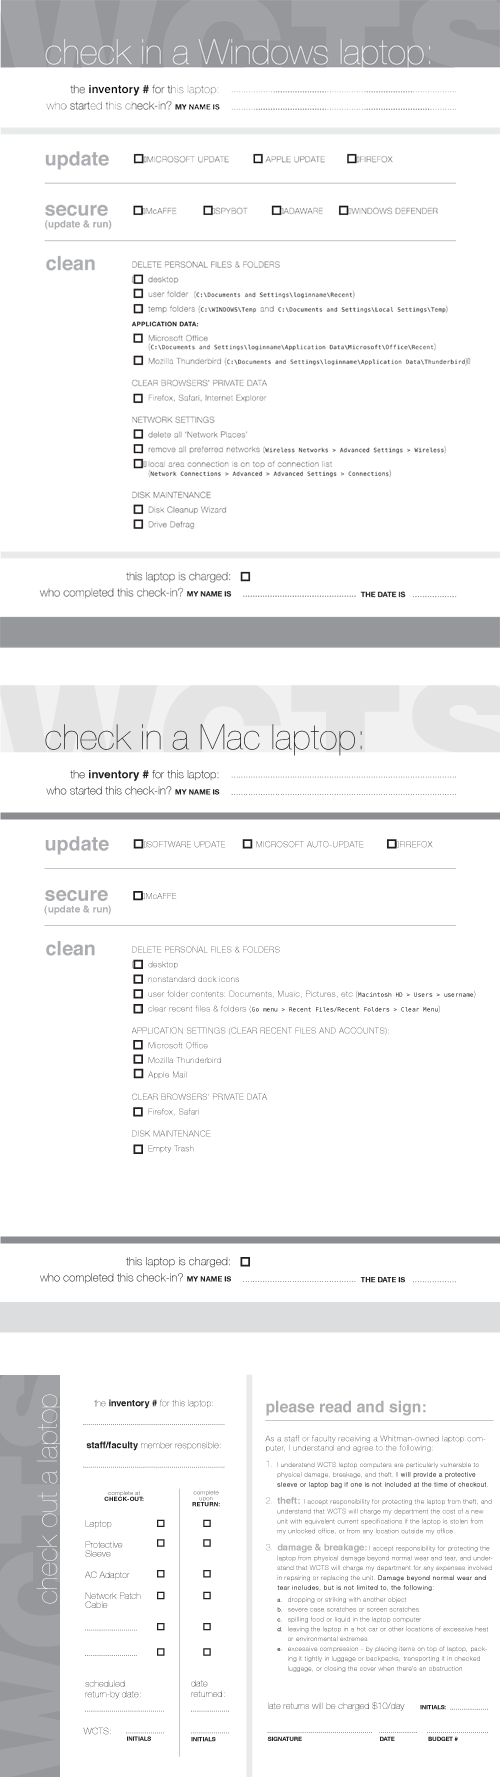 WCTS
check in a Windows laptop:
the inventory # for this laptop:
who started this check-in? MY NAME IS
update
MICROSOFT UPDATE APPLE UPDATE FIREFOX
secure
(update & run)
McAFFE SPYBOT ADAWARE WINDOWS DEFENDER
clean
DELETE PERSONAL FILES & FOLDERS
desktop
user folder (C:\Documents and Settings\loginname\Recent)
temp folders (C:\WINDOWS\Temp and C:\Documents and Settings\Local Settings\Temp)
APPLICATION DATA:
Microsoft Office
(C:\Documents and Settings\loginname\Application Data\Microsoft\Office\Recent)
Mozilla Thunderbird (C:\Documents and Settings\loginname\Application Data\Thunderbird)
CLEAR BROWSERS' PRIVATE DATA
Firefox, Safari, Internet Explorer
NETWORK SETTINGS
delete all 'Network Places'
remove all preferred networks (Wireless Networks > Advanced Settings > Wireless)
local area connection is on top of connection list
(Network Connections > Advanced > Advanced Settings > Connections)
DISK MAINTENANCE
Disk Cleanup Wizard
Drive Defrag
this laptop is charged:
who completed this check-in? MY NAME IS THE DATE IS
WCTS
check in a Mac laptop:
the inventory # for this laptop:
who started this check-in? MY NAME IS
update
SOFTWARE UPDATE MICROSOFT AUTO-UPDATE FIREFOX
secure
(update & run)
McAFFE
clean
DELETE PERSONAL FILES & FOLDERS
desktop
nonstandard dock icons
user folder contents: Documents, Music, Pictures, etc (Macintosh HD > Users > username)
clear recent files & folders (Go menu > Recent Files/Recent Folders > Clear Menu)
APPLICATION SETTINGS (CLEAR RECENT FILES AND ACCOUNTS):
Microsoft Office
Mozilla Thunderbird
Apple Mail
CLEAR BROWSERS' PRIVATE DATA
Firefox, Safari
DISK MAINTENANCE
Empty Trash
this laptop is charged:
who completed this check-in? MY NAME IS THE DATE IS
WCTS
check out a laptop
the inventory # for this laptop:
staff/faculty member responsible:
complete at
CHECK-OUT:
complete
upon
RETURN:
Laptop
Protective
Sleeve
AC Adaptor
Network Patch
Cable
scheduled
return-by date:
date
returned:
WCTS:
INITIALS INITIALS
please read and sign:
As a staff or faculty receiving a Whitman-owned laptop com-
puter, I understand and agree to the following:
1. I understand WCTS laptop computers are particularly vulnerable to
physical damage, breakage, and theft. I will provide a protective
sleeve or laptop bag if one is not included at the time of checkout.
2. theft: I accept responsibility for protecting the laptop from theft, and
understand that WCTS will charge my department the cost of a new
unit with equivalent current specifications if the laptop is stolen from
my unlocked office, or from any location outside my office.
3. damage & breakage: I accept responsibility for protecting the
laptop from physical damage beyond normal wear and tear, and under-
stand that WCTS will charge my department for any expenses involved
in repairing or replacing the unit. Damage beyond normal wear and
tear includes, but is not limited to, the following:
a. dropping or striking with another object
b. severe case scratches or screen scratches
c. spilling food or liquid in the laptop computer
d. leaving the laptop in a hot car or other locations of excessive heat
or environmental extremes
e. excessive compression - by placing items on top of laptop, pack-
ing it tightly in luggage or backpacks, transporting it in checked
luggage, or closing the cover when there's an obstruction
late returns will be charged $10/day INITIALS:
SIGNATURE DATE BUDGET #